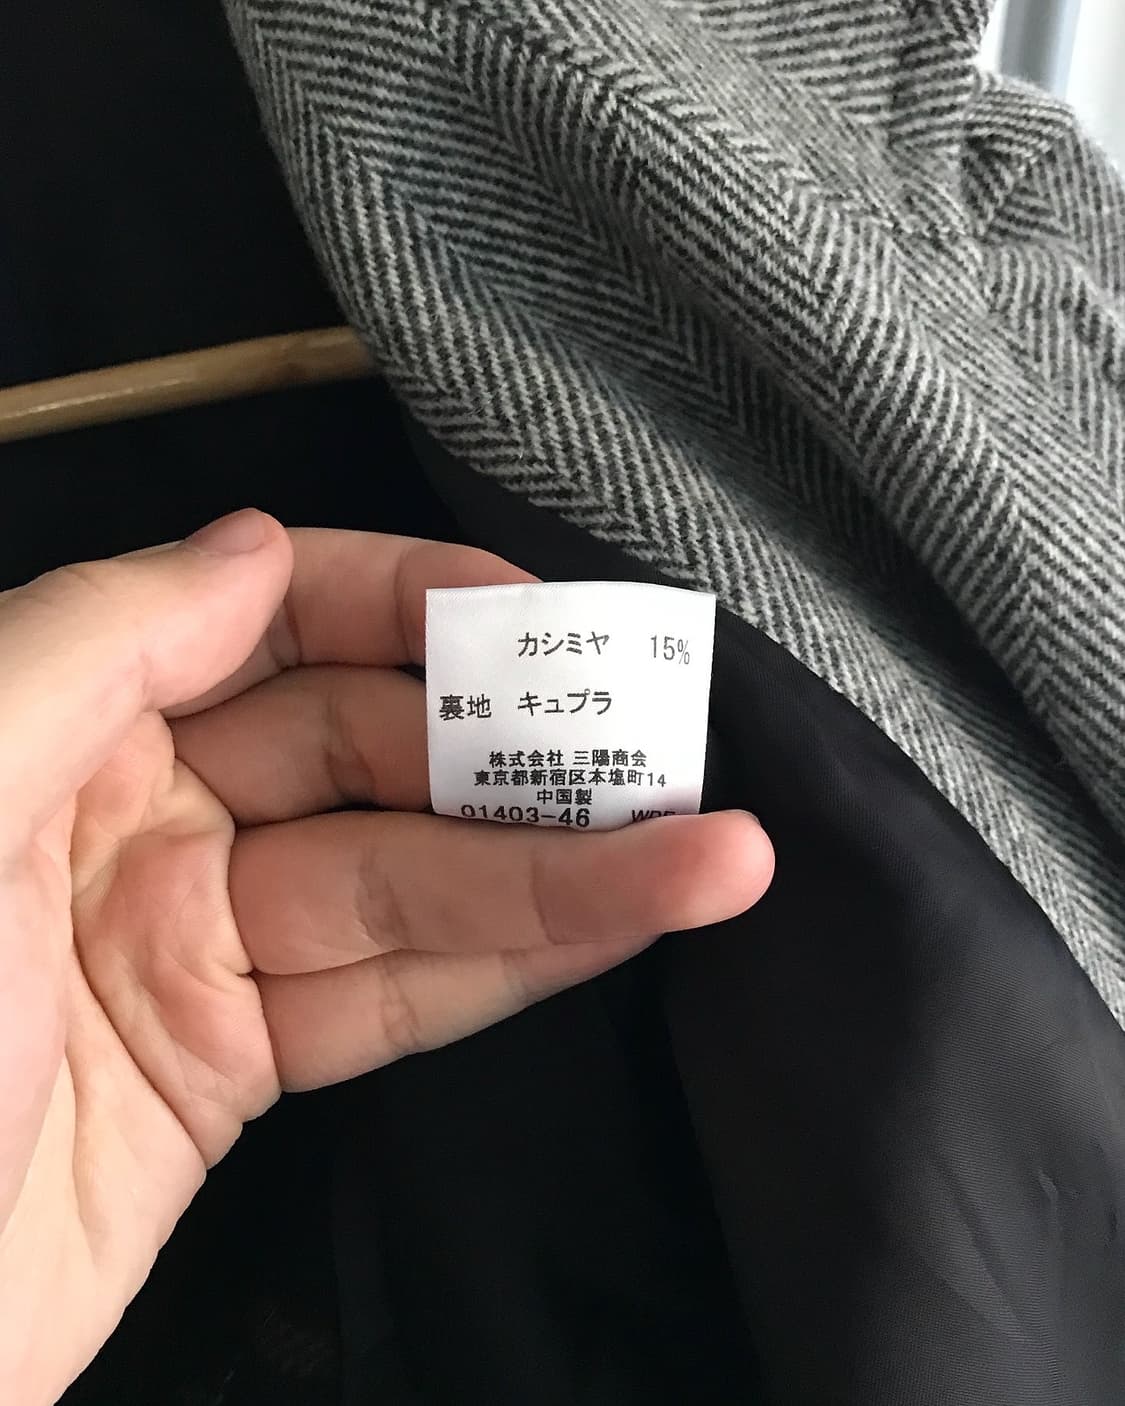 カシミヤ 15%
裏地 キュプラ
株式会社 三陽商会
東京都新宿区本塩町14
中国製
01403-46